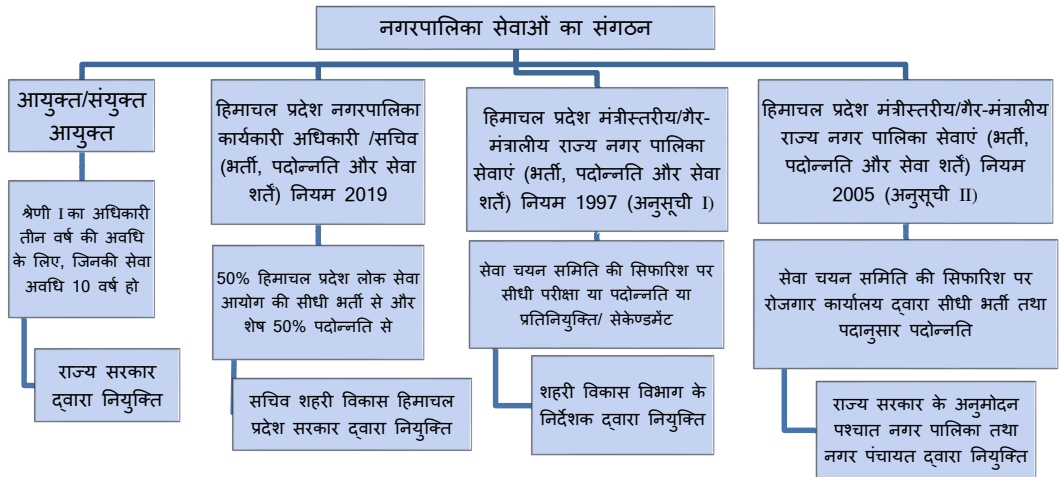 नगरपालिका सेवाओं का संगठन
आयुक्त/संयुक्त
आयुक्त
श्रेणी I का अधिकारी
तीन वर्ष की अवधि
के लिए, जिनकी सेवा
अवधि 10 वर्ष हो
राज्य सरकार
द्वारा नियुक्ति
हिमाचल प्रदेश नगरपालिका
कार्यकारी अधिकारी /सचिव
(भर्ती, पदोन्नति और सेवा
शर्तें) नियम 2019
50% हिमाचल प्रदेश लोक सेवा
आयोग की सीधी भर्ती से और
शेष 50% पदोन्नति से
सचिव शहरी विकास हिमाचल
प्रदेश सरकार द्वारा नियुक्ति
हिमाचल प्रदेश मंत्रीस्तरीय/गैर-
मंत्रालीय राज्य नगर पालिका
सेवाएं (भर्ती, पदोन्नति और सेवा
शर्तें) नियम 1997 (अनुसूची I)
सेवा चयन समिति की सिफारिश पर
सीधी परीक्षा या पदोन्नति या
प्रतिनियुक्ति/ सेकेण्डमेंट
शहरी विकास विभाग के
निर्देशक द्वारा नियुक्ति
हिमाचल प्रदेश मंत्रीस्तरीय/गैर-मंत्रालीय
राज्य नगर पालिका सेवाएं (भर्ती,
पदोन्नति और सेवा शर्तें) नियम
2005 (अनुसूची II)
सेवा चयन समिति की सिफारिश पर
रोजगार कार्यालय द्वारा सीधी भर्ती तथा
पदानुसार पदोन्नति
राज्य सरकार के अनुमोदन
पश्चात नगर पालिका तथा
नगर पंचायत द्वारा नियुक्ति